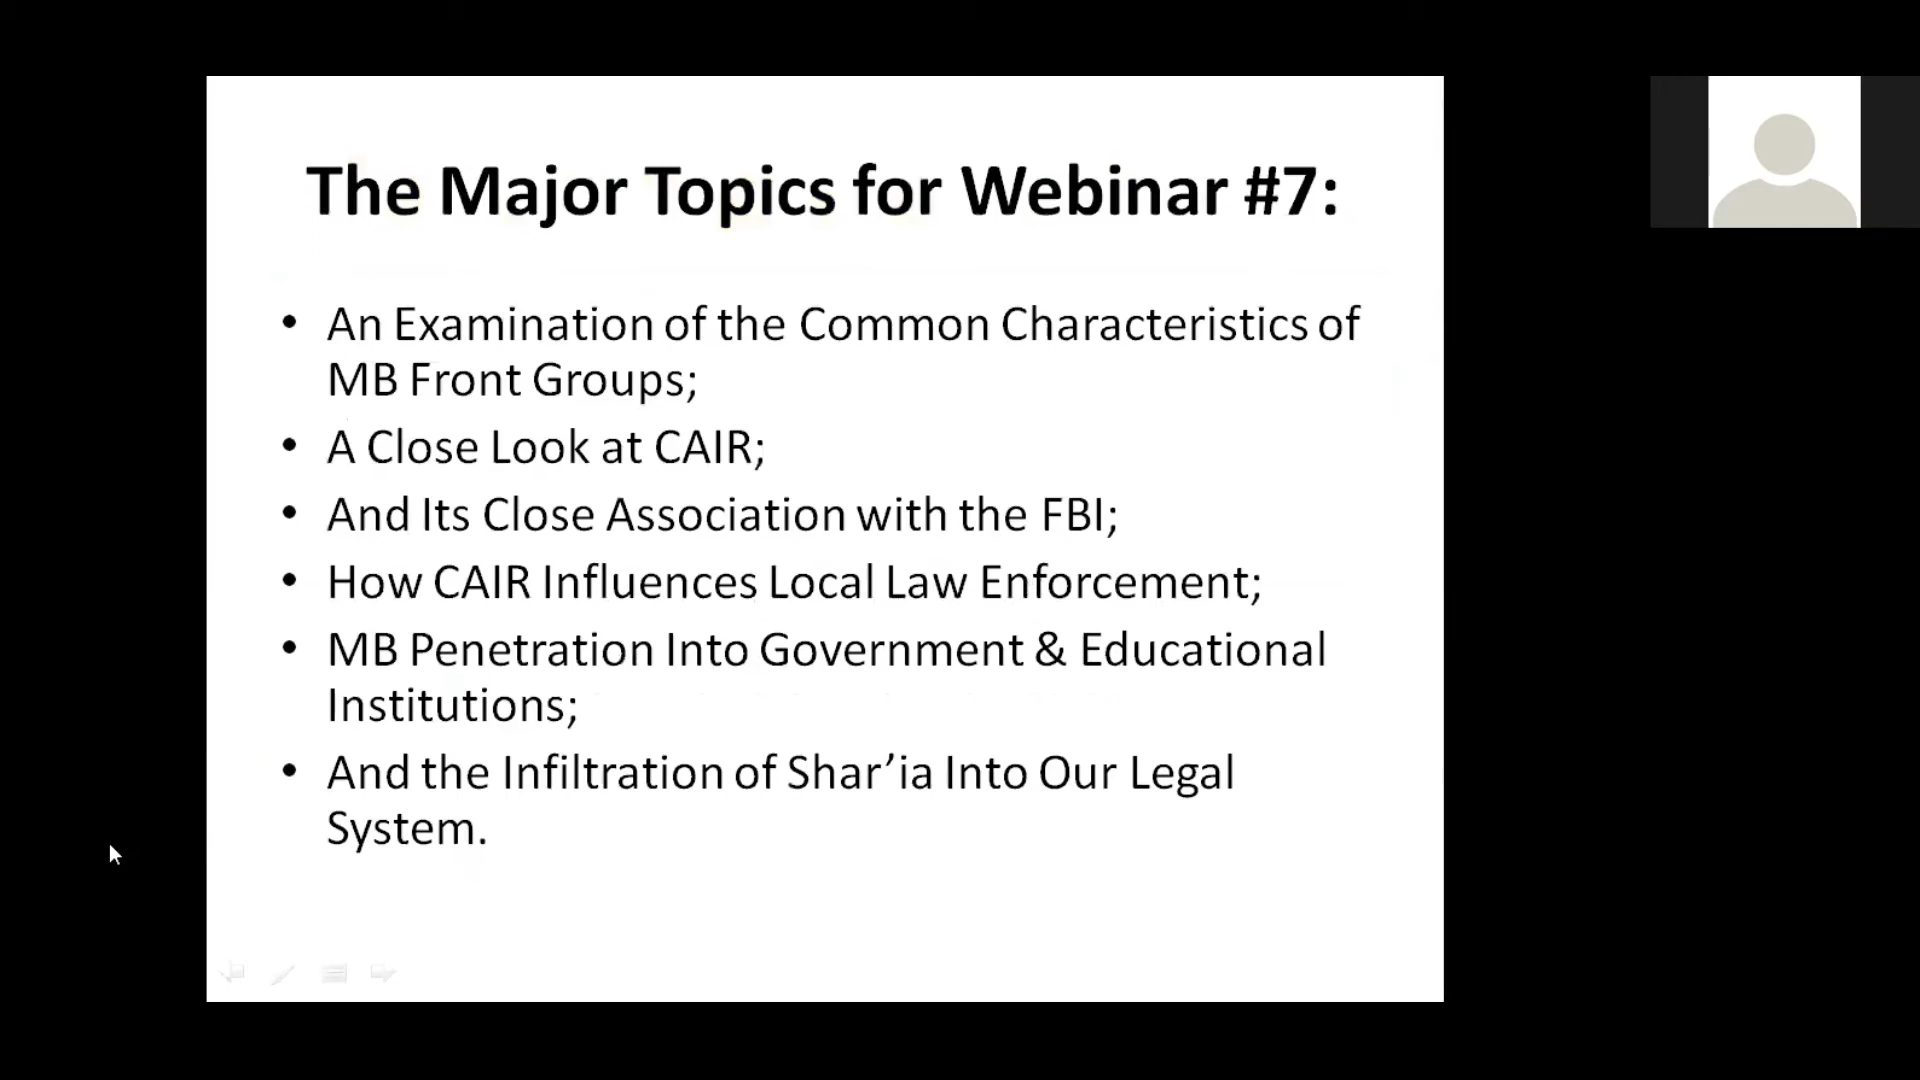 The Major Topics for Webinar #7:
• An Examination of the Common Characteristics of
MB Front Groups;
• A Close Look at CAIR;
• And Its Close Association with the FBI;
• How CAIR Influences Local Law Enforcement;
• MB Penetration Into Government & Educational
Institutions;
• And the Infiltration of Shar’ia Into Our Legal
System.